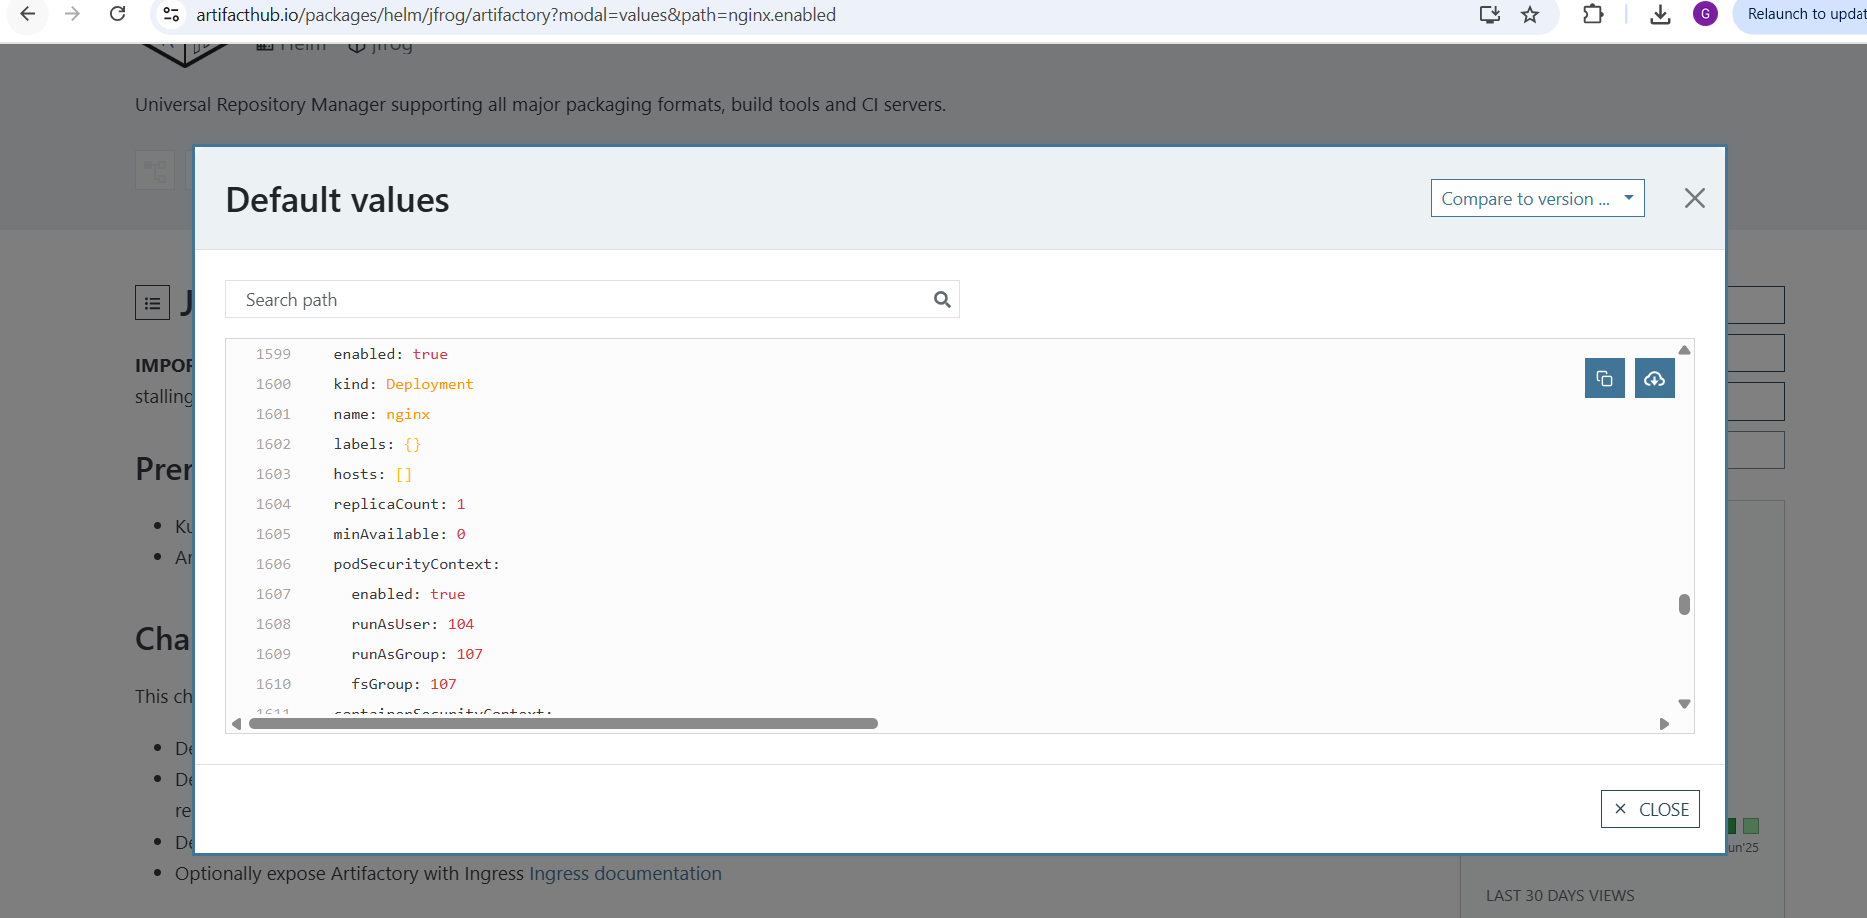 artifacthub.io/packages/helm/jfrog/artifactory?modal=values&path=nginx.enabled
G
Relaunch to updat
Helm jfrog
Universal Repository Manager supporting all major packaging formats, build tools and CI servers.
Default values
Compare to version ...
Search path
1599 enabled: true
1600 kind: Deployment
1601 name: nginx
1602 labels: {}
1603 hosts: []
1604 replicaCount: 1
1605 minAvailable: 0
1606 podSecurityContext:
1607 enabled: true
1608 runAsUser: 104
1609 runAsGroup: 107
1610 fsGroup: 107
1611 containerSecurityContext:
CLOSE
J
IMPOR
stalling
Prer
Ku
Ar
Cha
This ch
De
De
re
De
Optionally expose Artifactory with Ingress Ingress documentation
un'25
LAST 30 DAYS VIEWS